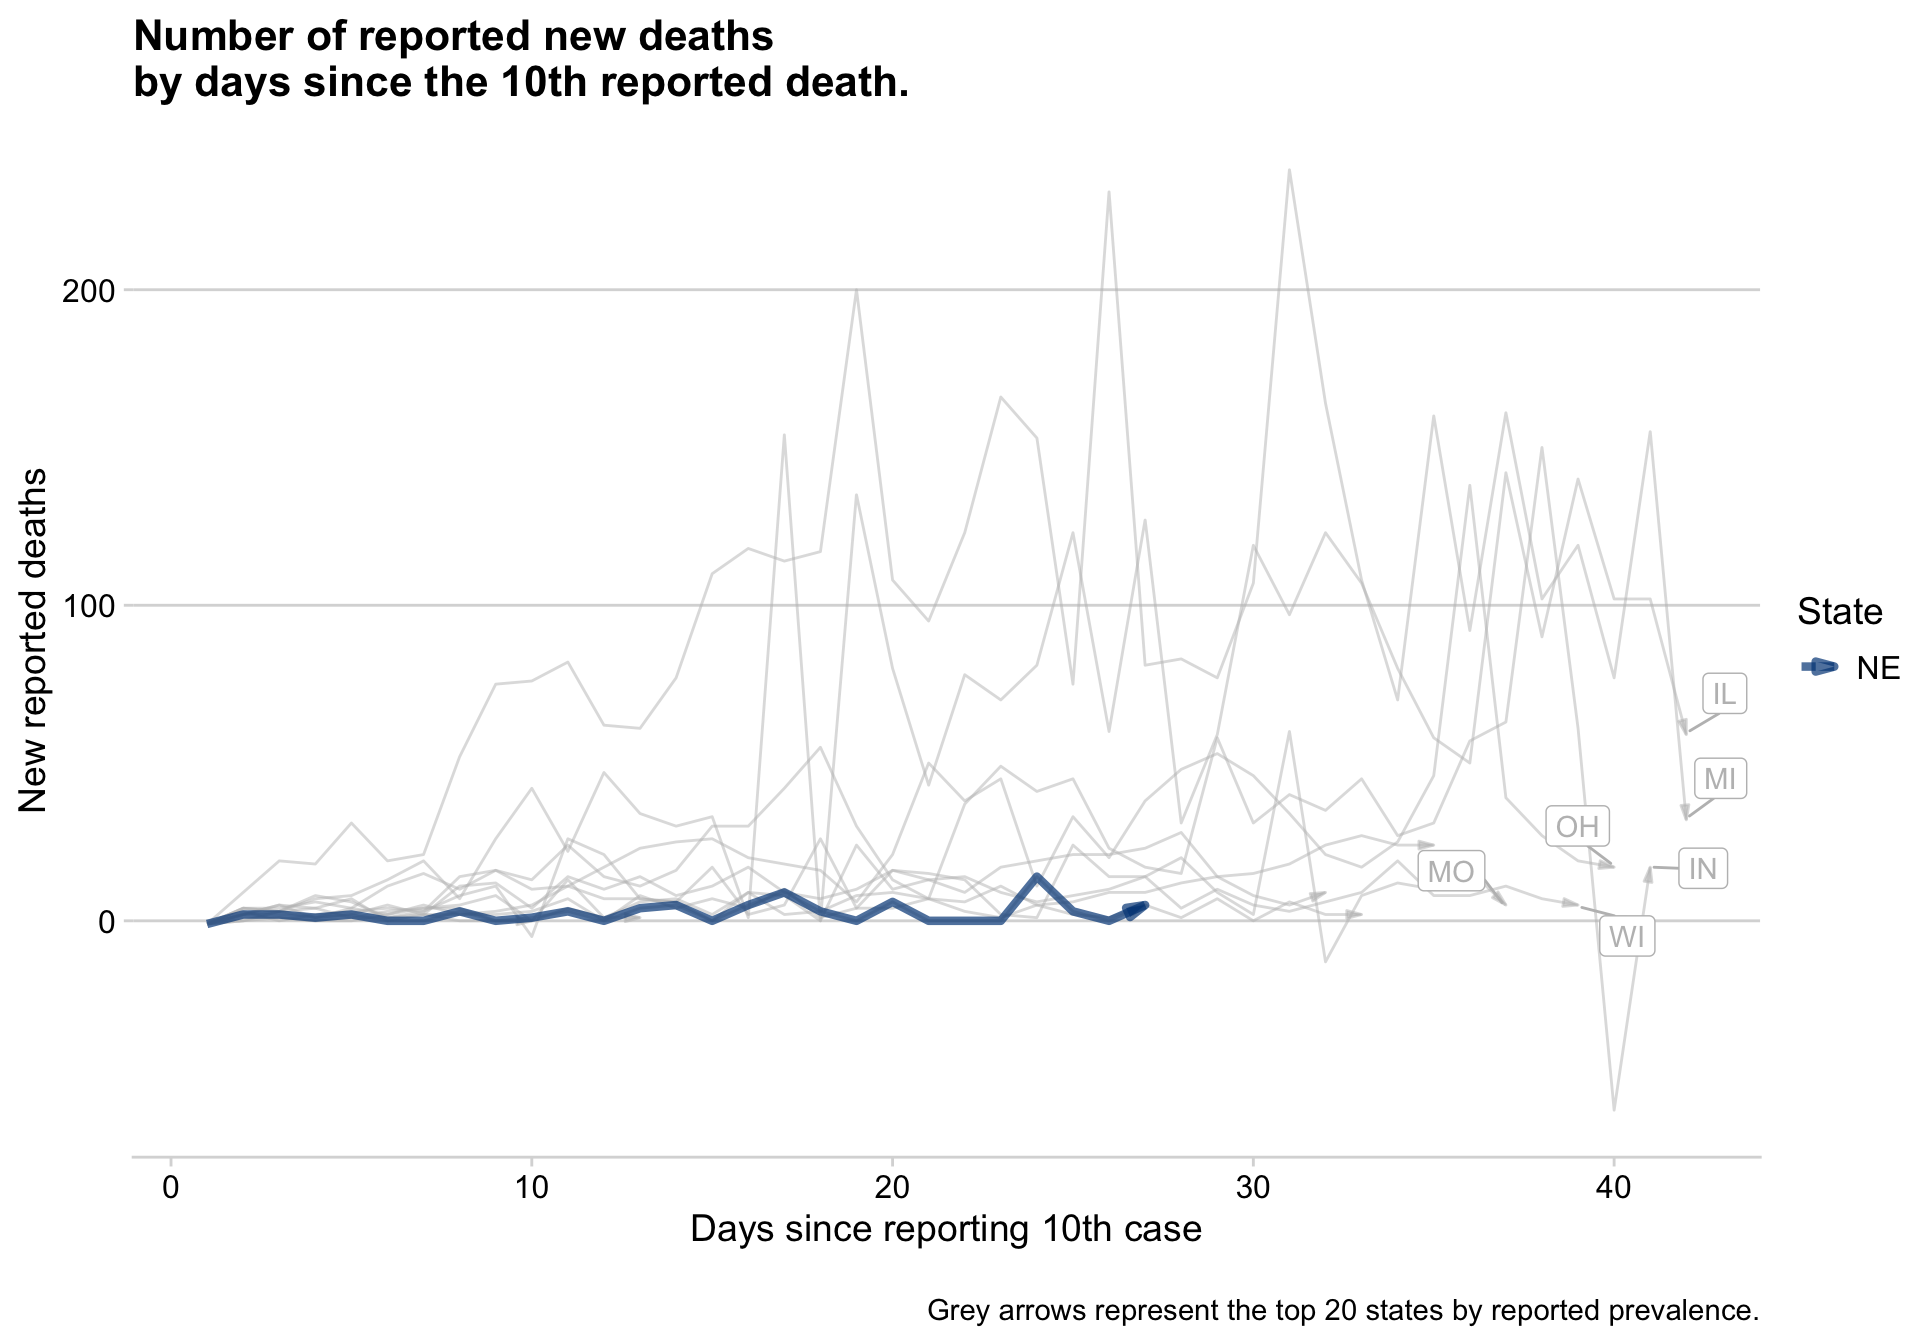 Number of reported new deaths
by days since the 10th reported death.
New reported deaths
200
100
0
IL
MI
OH
MO
IN
WI
State
NE
0 10 20 30 40
Days since reporting 10th case
Grey arrows represent the top 20 states by reported prevalence.